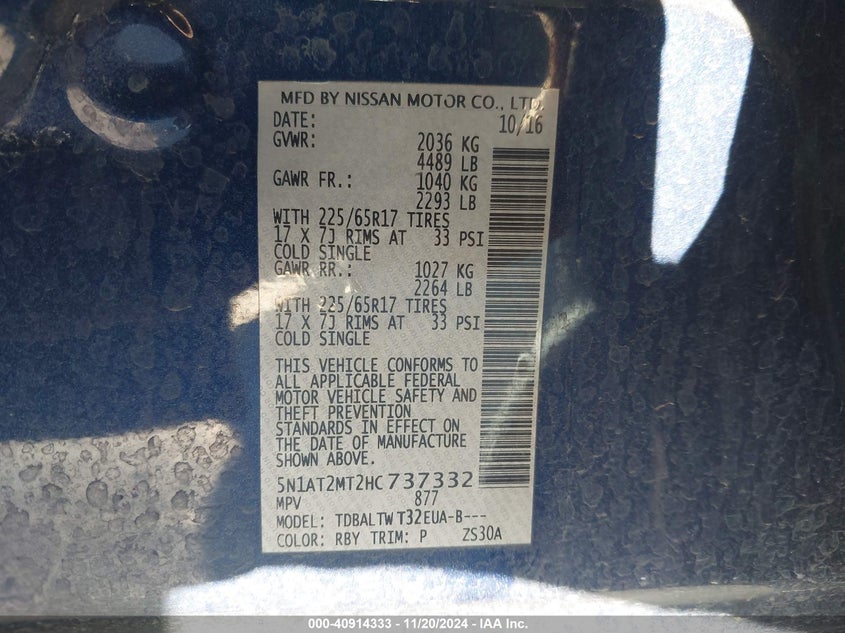 MFD BY NISSAN MOTOR CO., LTD.
DATE: 10/16
GVWR: 2036 KG
4489 LB
GAWR FR.: 1040 KG
2293 LB
WITH 225/65R17 TIRES
17 X 7J RIMS AT 33 PSI
COLD SINGLE
GAWR RR.: 1027 KG
2264 LB
WITH 225/65R17 TIRES
17 X 7J RIMS AT 33 PSI
COLD SINGLE
THIS VEHICLE CONFORMS TO
ALL APPLICABLE FEDERAL
MOTOR VEHICLE SAFETY AND
THEFT PREVENTION
STANDARDS IN EFFECT ON
THE DATE OF MANUFACTURE
SHOWN ABOVE.
5N1AT2MT2HC737332
MPV 877
MODEL: TDBALTW T32EUA-B---
COLOR: RBY TRIM: P ZS30A
000-40914333 - 11/20/2024 - IAA Inc.